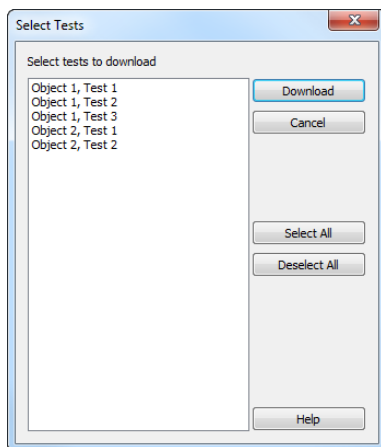 Select Tests
Select tests to download
Object 1, Test 1
Object 1, Test 2
Object 1, Test 3
Object 2, Test 1
Object 2, Test 2
Download
Cancel
Select All
Deselect All
Help